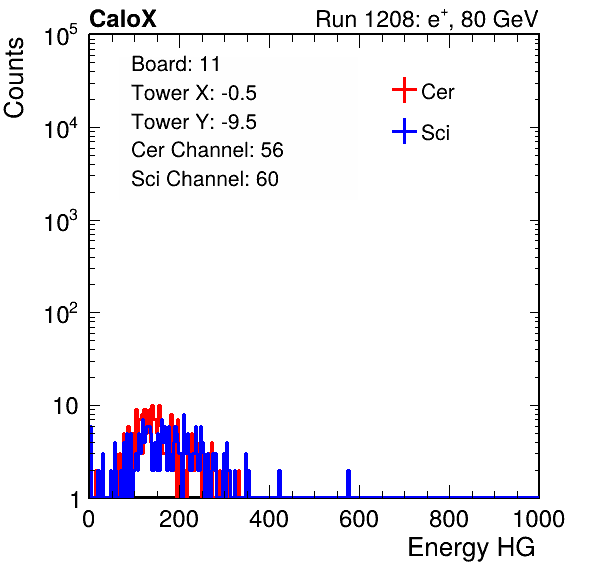 CaloX Run 1208: e⁺, 80 GeV
Counts
10⁵
10⁴
10³
10²
10
1
Board: 11
Tower X: -0.5
Tower Y: -9.5
Cer Channel: 56
Sci Channel: 60
Cer
Sci
0 200 400 600 800 1000
Energy HG